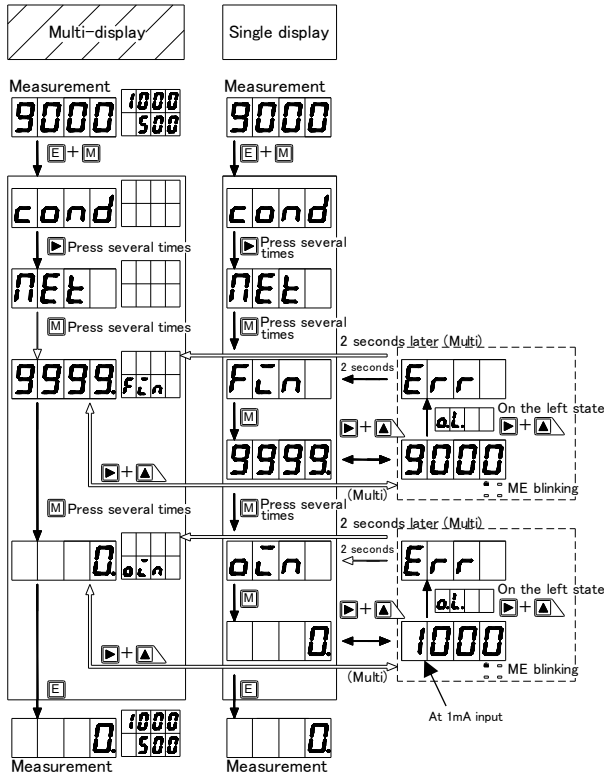 Multi-display Single display
Measurement Measurement
9000 1000 500 9000
E + M E + M
cond cond
Press several times Press several times
MEt MEt
M Press several times M Press several times
2 seconds later (Multi)
9999. Fin Fin 2 seconds Err
M o.l. On the left state
+
9999. + 9000
+ (Multi) ME blinking
M Press several times M Press several times
2 seconds later (Multi)
0. oin oin 2 seconds Err
M o.l. On the left state
+
0. + 1000
+ (Multi) ME blinking
E E At 1mA input
0. 1000 500 0.
Measurement Measurement